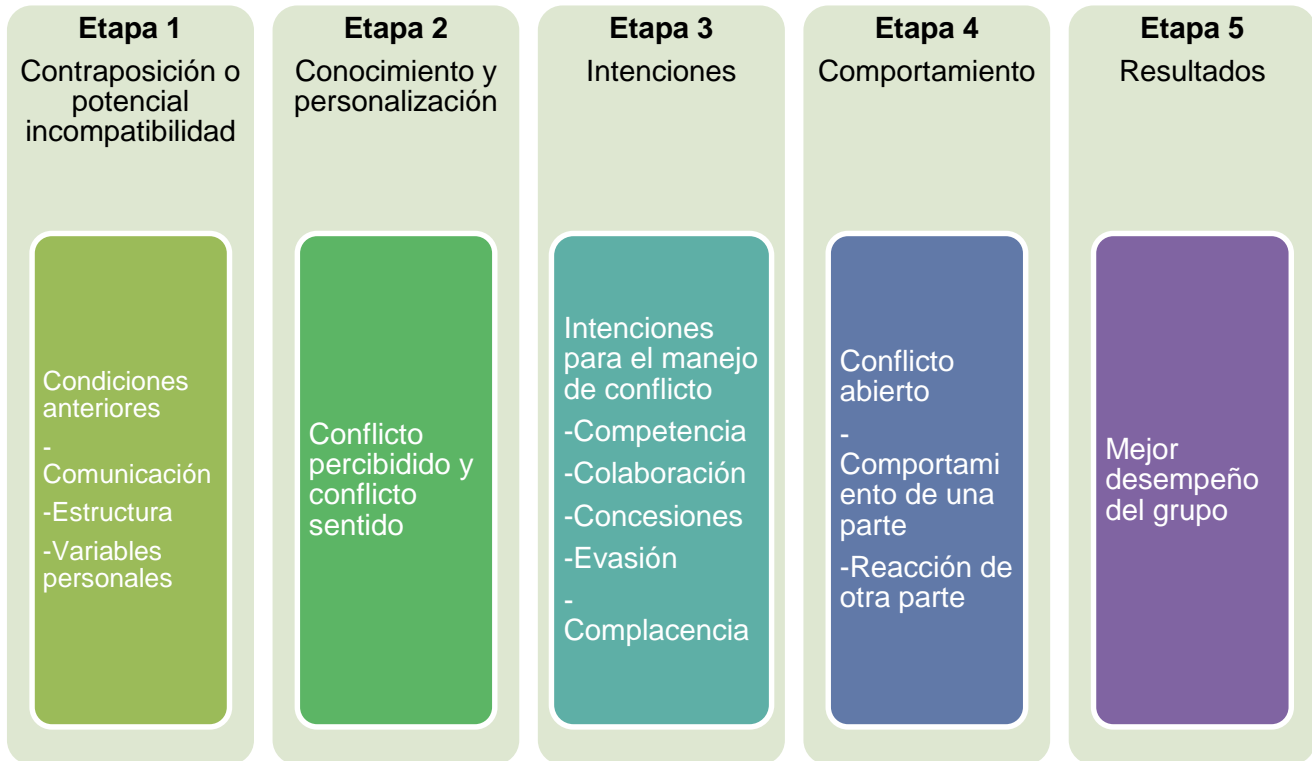 Etapa 1
Contraposición o
potencial
incompatibilidad
Condiciones
anteriores
-
Comunicación
-Estructura
-Variables
personales
Etapa 2
Conocimiento y
personalización
Conflicto
percibidido y
conflicto
sentido
Etapa 3
Intenciones
Intenciones
para el manejo
de conflicto
-Competencia
-Colaboración
-Concesiones
-Evasión
-
Complacencia
Etapa 4
Comportamiento
Conflicto
abierto
-
Comportami
ento de una
parte
-Reacción de
otra parte
Etapa 5
Resultados
Mejor
desempeño
del grupo